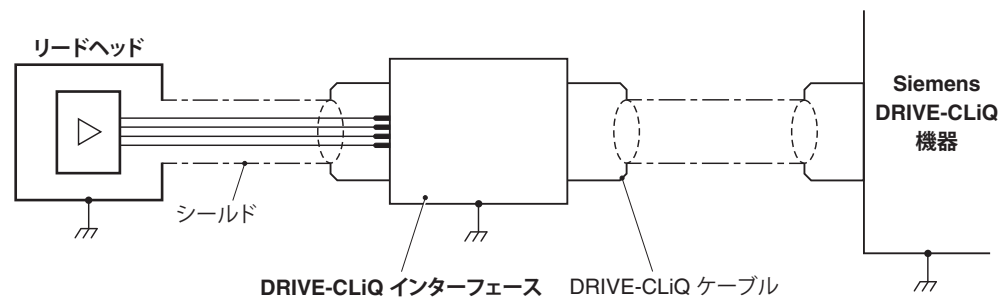 リードヘッド
Siemens
DRIVE-CLiQ
機器
シールド
DRIVE-CLiQ インターフェース
DRIVE-CLiQ ケーブル